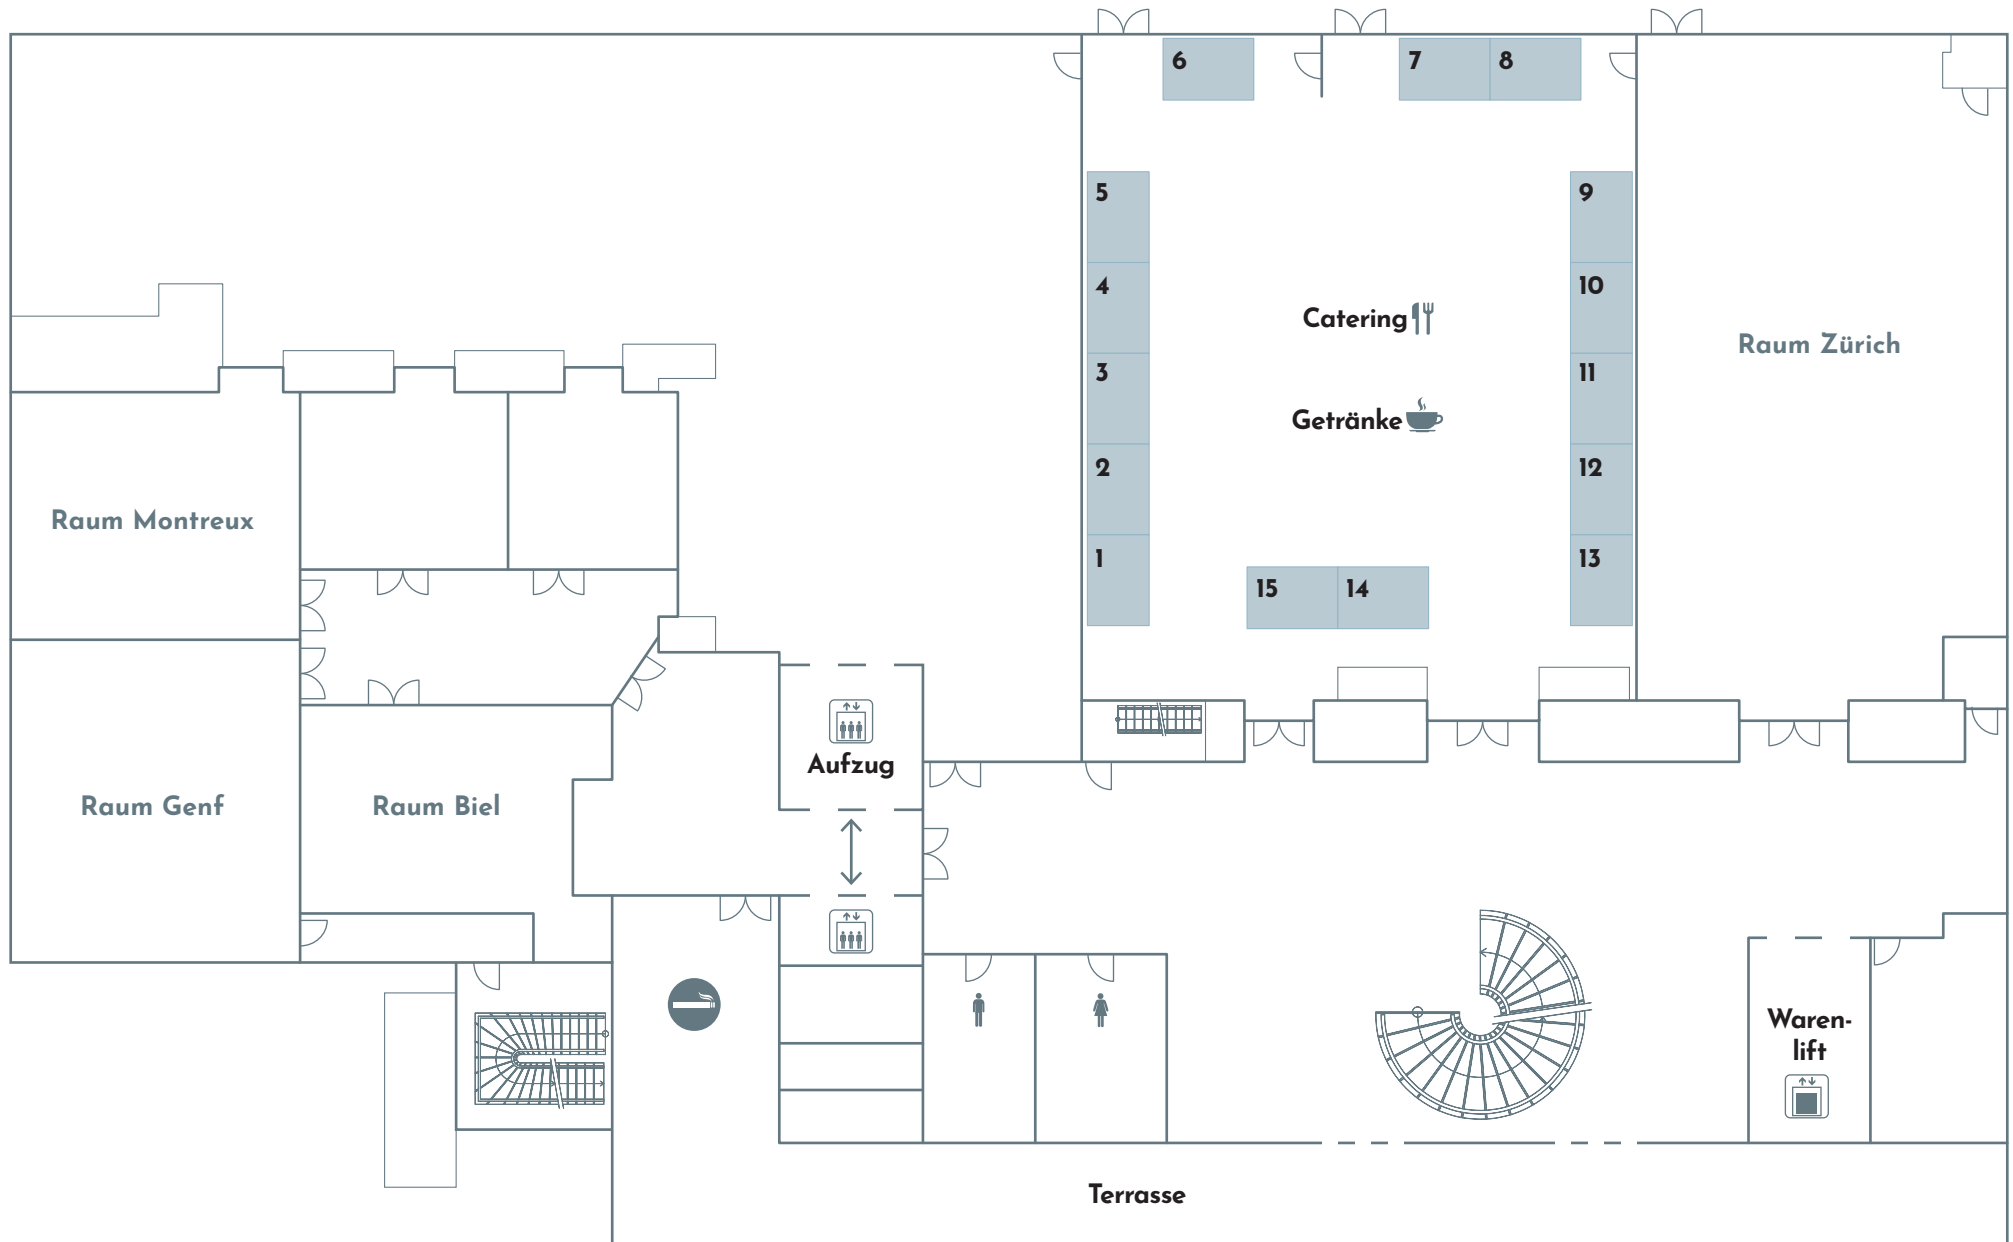 6
7
8
5
9
4
10
Catering
Raum Zürich
3
11
Getränke
2
12
Raum Montreux
1
13
15
14
Aufzug
Raum Genf
Raum Biel
Waren-
lift
Terrasse